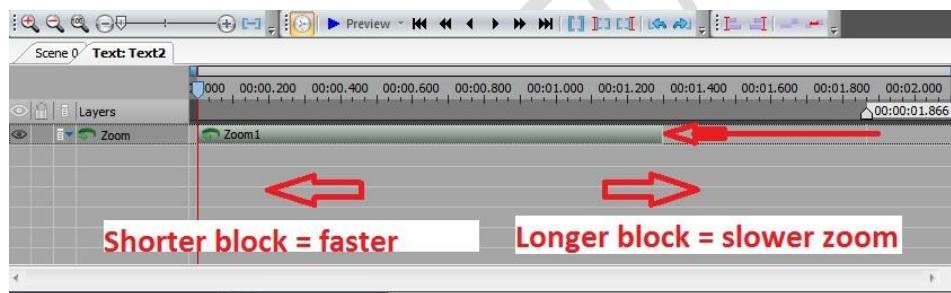 Preview
Scene 0 Text: Text2
000 00:00.200 00:00.400 00:00.600 00:00.800 00:01.000 00:01.200 00:01.400 00:01.600 00:01.800 00:02.000
Layers 00:00:01.866
Zoom Zoom1
Shorter block = faster Longer block = slower zoom